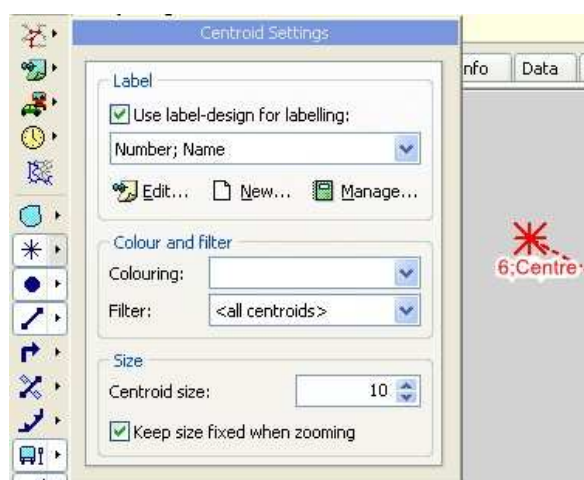 Centroid Settings
nfo Data
Label
Use label-design for labelling:
Number; Name
Edit... New... Manage...
Colour and filter
Colouring:
Filter: <all centroids>
Size
Centroid size: 10
Keep size fixed when zooming
6;Centre